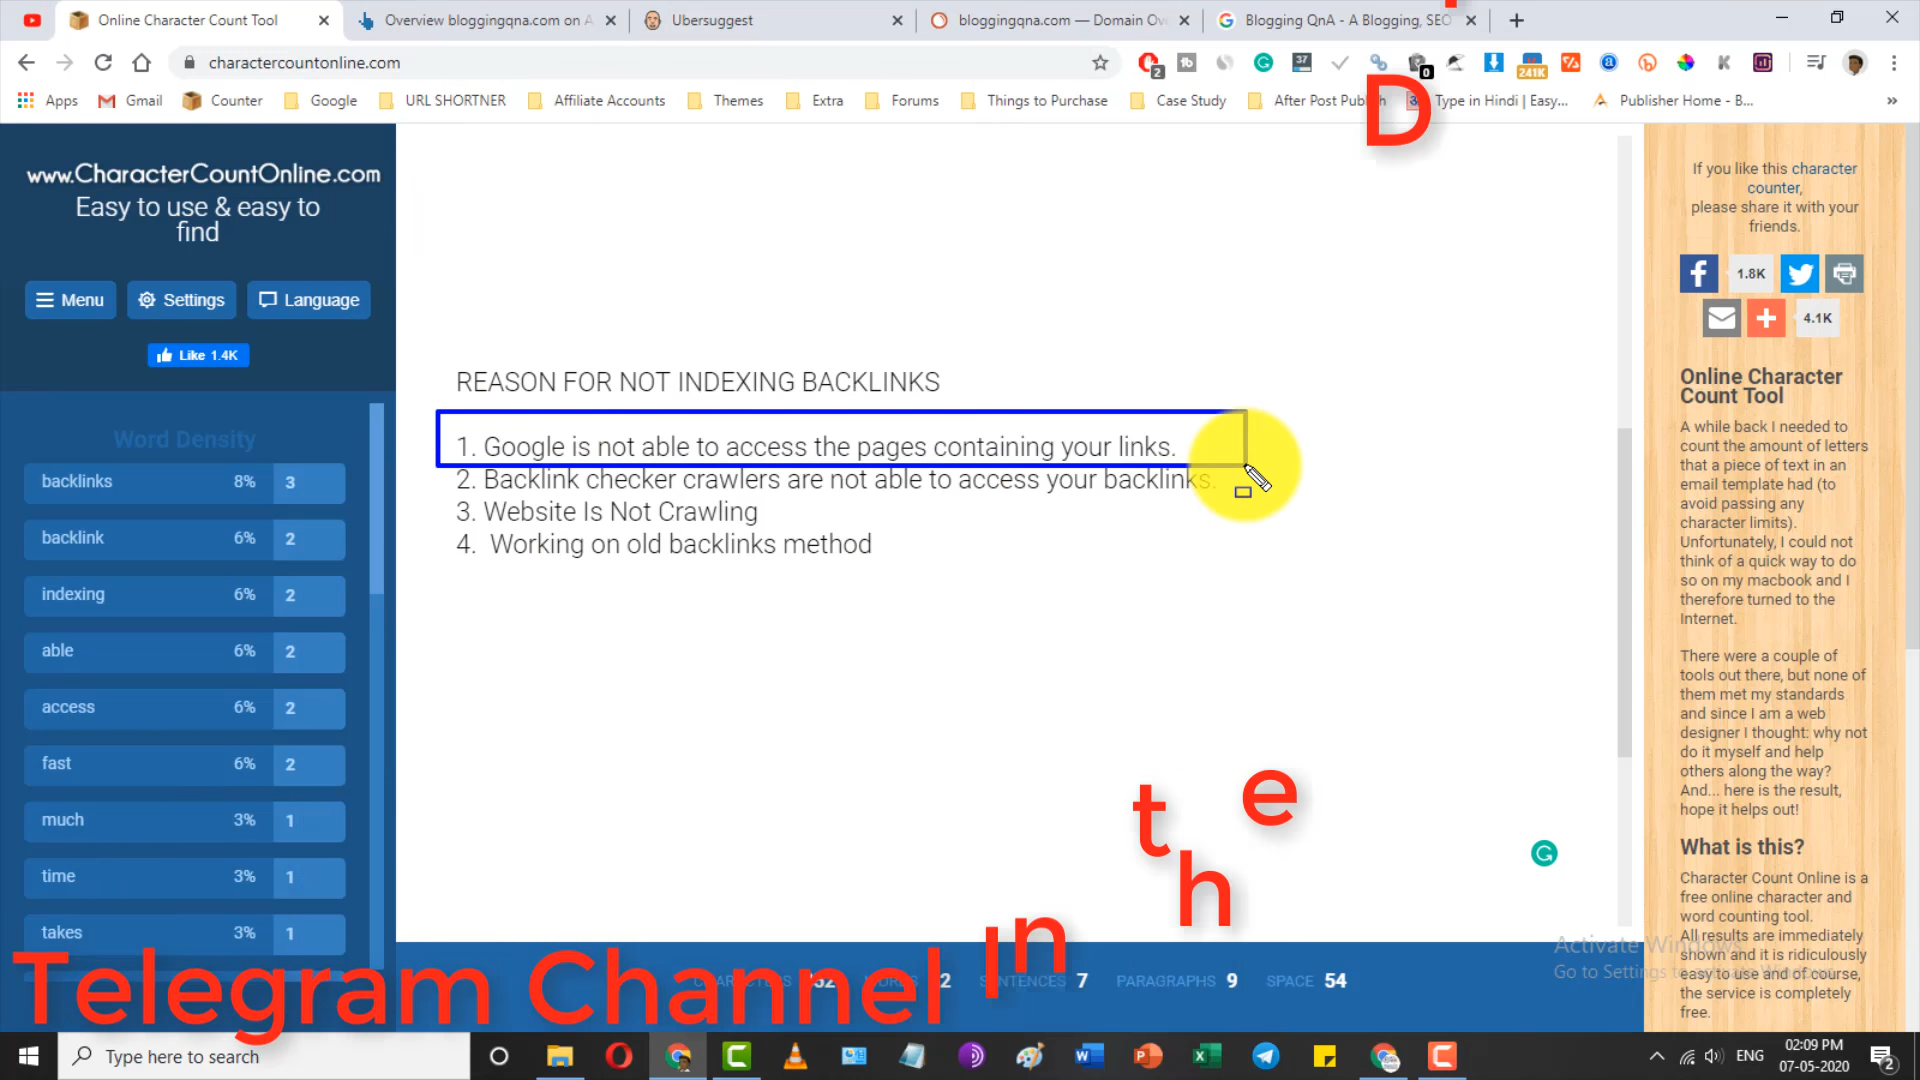 Online Character Count Tool
Overview bloggingqna.com on A
Ubersuggest
bloggingqna.com — Domain Ov
Blogging QnA - A Blogging, SEO
charactercountonline.com
2
37
0
241K
Apps
Gmail
Counter
Google
URL SHORTNER
Affiliate Accounts
Themes
Extra
Forums
Things to Purchase
Case Study
After Post Publish
Type in Hindi | Easy...
Publisher Home - B...
D
www.CharacterCountOnline.com
Easy to use & easy to
find
Menu
Settings
Language
Like 1.4K
Word Density
backlinks 8% 3
backlink 6% 2
indexing 6% 2
able 6% 2
access 6% 2
fast 6% 2
much 3% 1
time 3% 1
takes 3% 1
REASON FOR NOT INDEXING BACKLINKS
1. Google is not able to access the pages containing your links.
2. Backlink checker crawlers are not able to access your backlinks.
3. Website Is Not Crawling
4. Working on old backlinks method
If you like this character
counter,
please share it with your
friends.
1.8K
4.1K
Online Character
Count Tool
A while back I needed to
count the amount of letters
that a piece of text in an
email template had (to
avoid passing any
character limits).
Unfortunately, I could not
think of a quick way to do
so on my macbook and I
therefore turned to the
Internet.
There were a couple of
tools out there, but none of
them met my standards
and since I am a web
designer I thought: why not
do it myself and help
others along the way?
And... here is the result,
hope it helps out!
What is this?
Character Count Online is a
free online character and
word counting tool.
All results are immediately
shown and it is ridiculously
easy to use and of course,
the service is completely
free.
Activate Windows
Go to Settings to activate Windows.
Telegram Channel In the
SENTENCES 7
PARAGRAPHS 9
SPACE 54
Type here to search
ENG
02:09 PM
07-05-2020
2